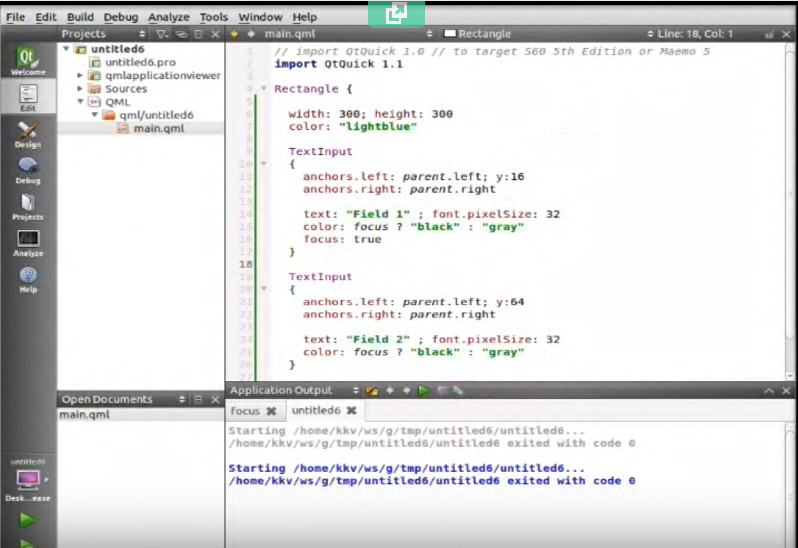 File Edit Build Debug Analyze Tools Window Help
Projects
main.qml
Rectangle
Line: 18, Col: 1
Welcome
Edit
Design
Debug
Projects
Analyze
Help
untitled6
untitled6.pro
qmlapplicationviewer
Sources
QML
qml/untitled6
main.qml
// import QtQuick 1.0 // to target S60 5th Edition or Maemo 5
import QtQuick 1.1
Rectangle {
width: 300; height: 300
color: "lightblue"
TextInput
{
anchors.left: parent.left; y:16
anchors.right: parent.right
text: "Field 1" ; font.pixelSize: 32
color: focus ? "black" : "gray"
focus: true
}
18
TextInput
{
anchors.left: parent.left; y:64
anchors.right: parent.right
text: "Field 2" ; font.pixelSize: 32
color: focus ? "black" : "gray"
}
Open Documents
main.qml
Application Output
focus
untitled6
Starting /home/kkv/ws/g/tmp/untitled6/untitled6...
/home/kkv/ws/g/tmp/untitled6/untitled6 exited with code 0
Starting /home/kkv/ws/g/tmp/untitled6/untitled6...
/home/kkv/ws/g/tmp/untitled6/untitled6 exited with code 0
untitled6
Desk...ease